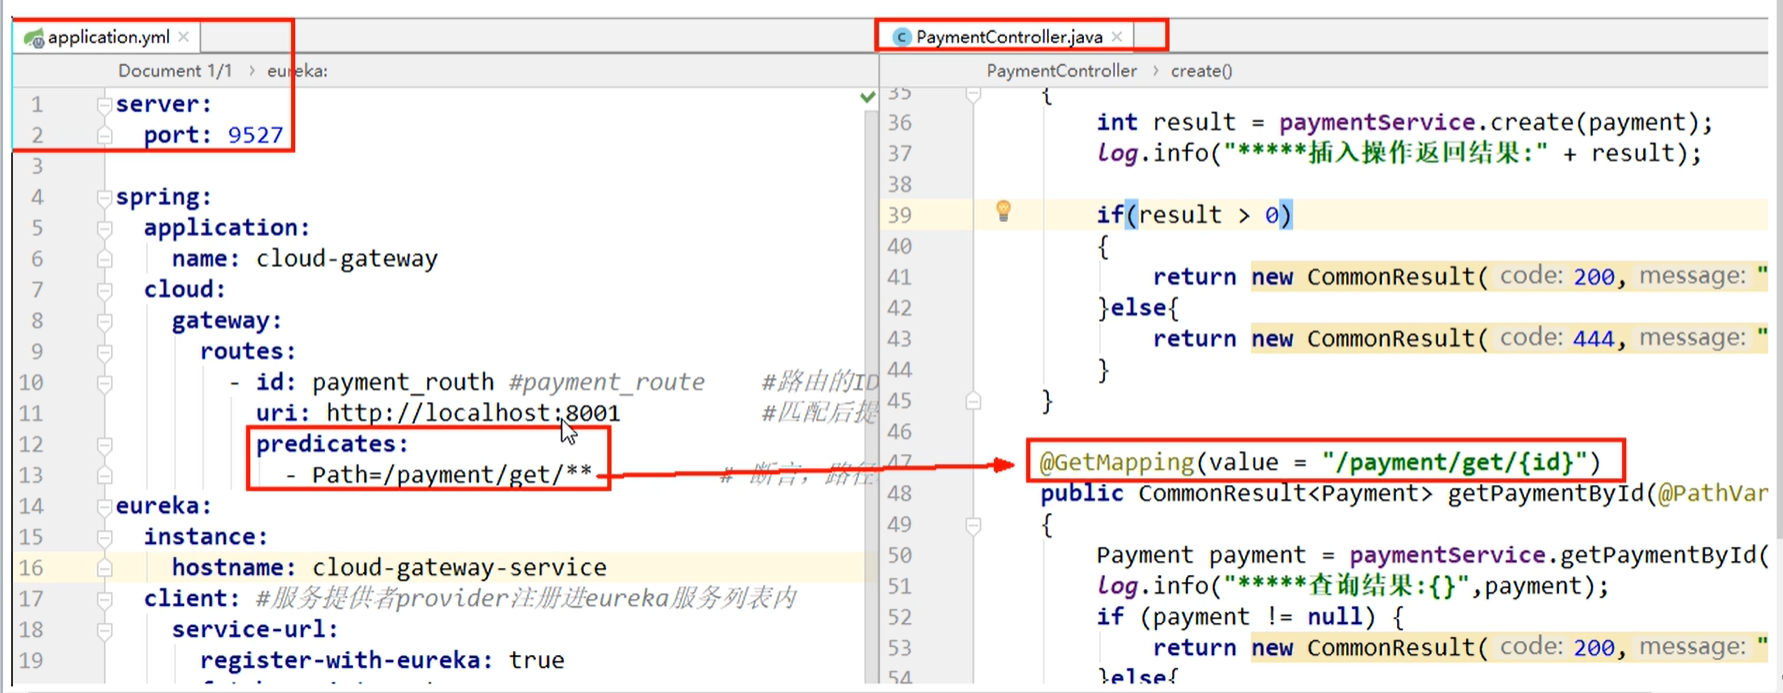 application.yml
Document 1/1 › eureka:
1 server:
2 port: 9527
3
4 spring:
5 application:
6 name: cloud-gateway
7 cloud:
8 gateway:
9 routes:
10 - id: payment_routh #payment_route #路由的ID
11 uri: http://localhost:8001 #匹配后提
12 predicates:
13 - Path=/payment/get/** # 断言，路径
14 eureka:
15 instance:
16 hostname: cloud-gateway-service
17 client: #服务提供者provider注册进eureka服务列表内
18 service-url:
19 register-with-eureka: true
PaymentController.java
PaymentController › create()
35 {
36 int result = paymentService.create(payment);
37 log.info("*****插入操作返回结果:" + result);
38
39 if(result > 0)
40 {
41 return new CommonResult( code: 200, message: "
42 }else{
43 return new CommonResult( code: 444, message: "
44 }
45 }
46
47 @GetMapping(value = "/payment/get/{id}")
48 public CommonResult<Payment> getPaymentById(@PathVar
49 {
50 Payment payment = paymentService.getPaymentById(
51 log.info("*****查询结果:{}",payment);
52 if (payment != null) {
53 return new CommonResult( code: 200, message: "
54 }else{